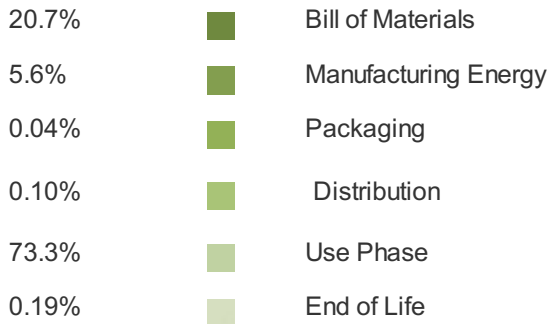 20.7% Bill of Materials
5.6% Manufacturing Energy
0.04% Packaging
0.10% Distribution
73.3% Use Phase
0.19% End of Life